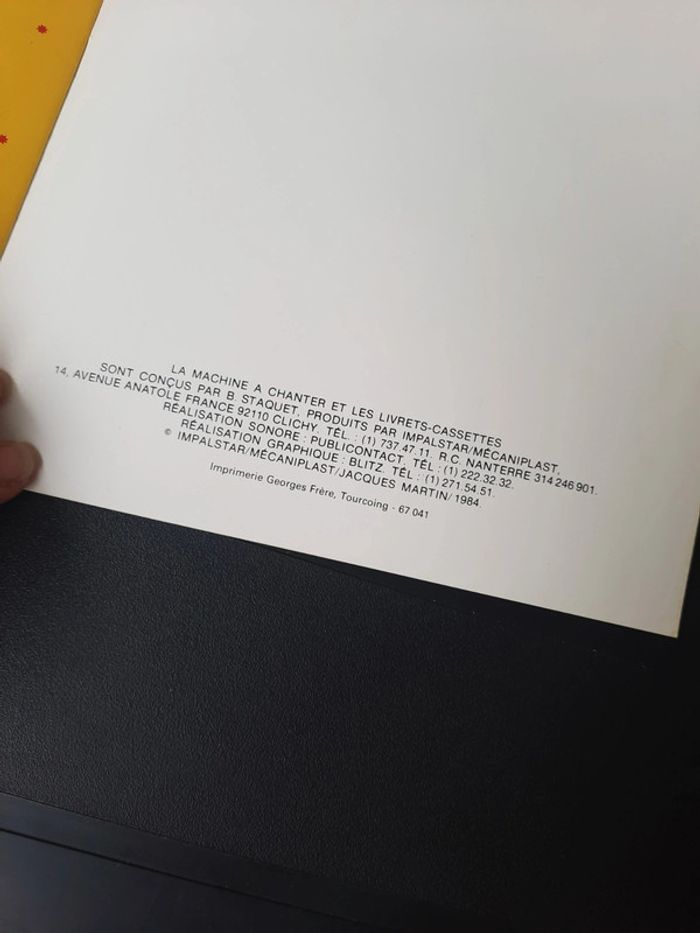 LA MACHINE A CHANTER ET LES LIVRETS-CASSETTES
SONT CONÇUS PAR B. STAQUET, PRODUITS PAR IMPALSTAR/MÉCANIPLAST,
14, AVENUE ANATOLE FRANCE 92110 CLICHY. TÉL. : (1) 737.47.11. R.C. NANTERRE 314 246 901.
RÉALISATION SONORE : PUBLICONTACT. TÉL : (1) 222.32.32.
RÉALISATION GRAPHIQUE : BLITZ. TÉL : (1) 271.54.51.
© IMPALSTAR/MÉCANIPLAST/JACQUES MARTIN/ 1984.
Imprimerie Georges Frère, Tourcoing - 67 041